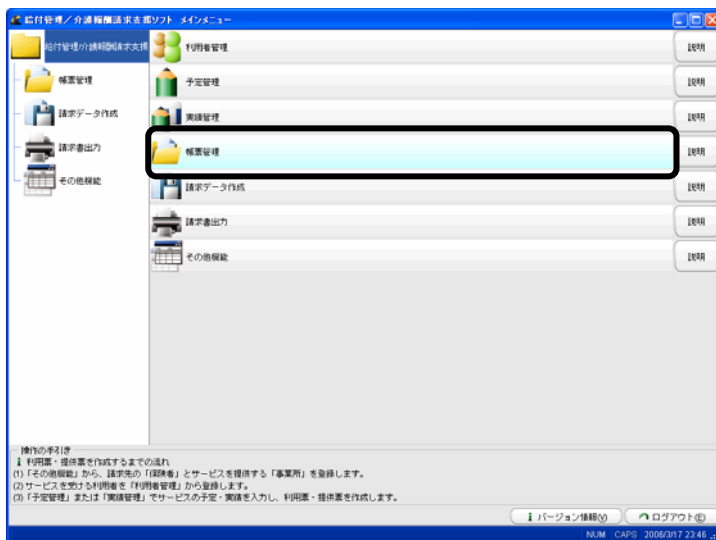 給付管理/介護報酬請求支援ソフト メインメニュー
給付管理/介護報酬請求支援
帳票管理
請求データ作成
請求書出力
その他機能
利用者管理 説明
予定管理 説明
実績管理 説明
帳票管理 説明
請求データ作成 説明
請求書出力 説明
その他機能 説明
操作の手引き
利用票・提供票を作成するまでの流れ
(1)「その他機能」から、請求先の「保険者」とサービスを提供する「事業所」を登録します。
(2)サービスを受ける利用者を「利用者管理」から登録します。
(3)「予定管理」または「実績管理」でサービスの予定・実績を入力し、利用票・提供票を作成します。
バージョン情報(V) ログアウト(E)
NUM CAPS 2006/3/17 23:46